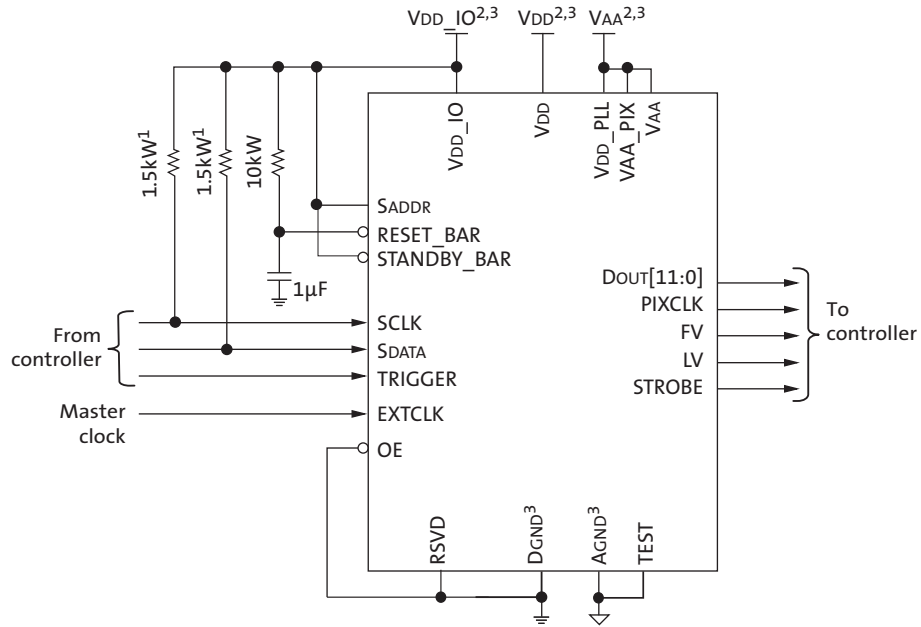 VDD_IO2,3 VDD2,3 VAA2,3
1.5kW1
1.5kW1
10kW
VDD_IO
VDD
VDD_PLL
VAA_PIX
VAA
SADDR
RESET_BAR
STANDBY_BAR
1µF
From
controller
SCLK
SDATA
TRIGGER
Master
clock
EXTCLK
OE
DOUT[11:0]
PIXCLK
FV
LV
STROBE
To
controller
RSVD
DGND3
AGND3
TEST